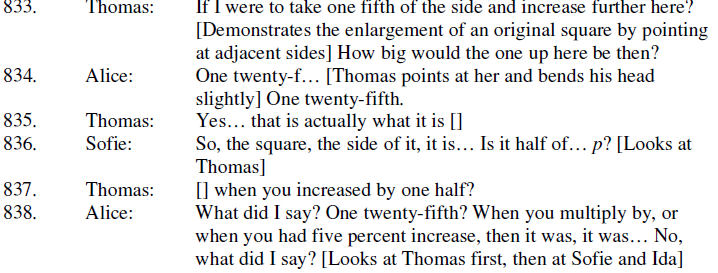 833. Thomas: If I were to take one fifth of the side and increase further here?
[Demonstrates the enlargement of an original square by pointing
at adjacent sides] How big would the one up here be then?
834. Alice: One twenty-f… [Thomas points at her and bends his head
slightly] One twenty-fifth.
835. Thomas: Yes… that is actually what it is []
836. Sofie: So, the square, the side of it, it is… Is it half of… p? [Looks at
Thomas]
837. Thomas: [] when you increased by one half?
838. Alice: What did I say? One twenty-fifth? When you multiply by, or
when you had five percent increase, then it was, it was… No,
what did I say? [Looks at Thomas first, then at Sofie and Ida]